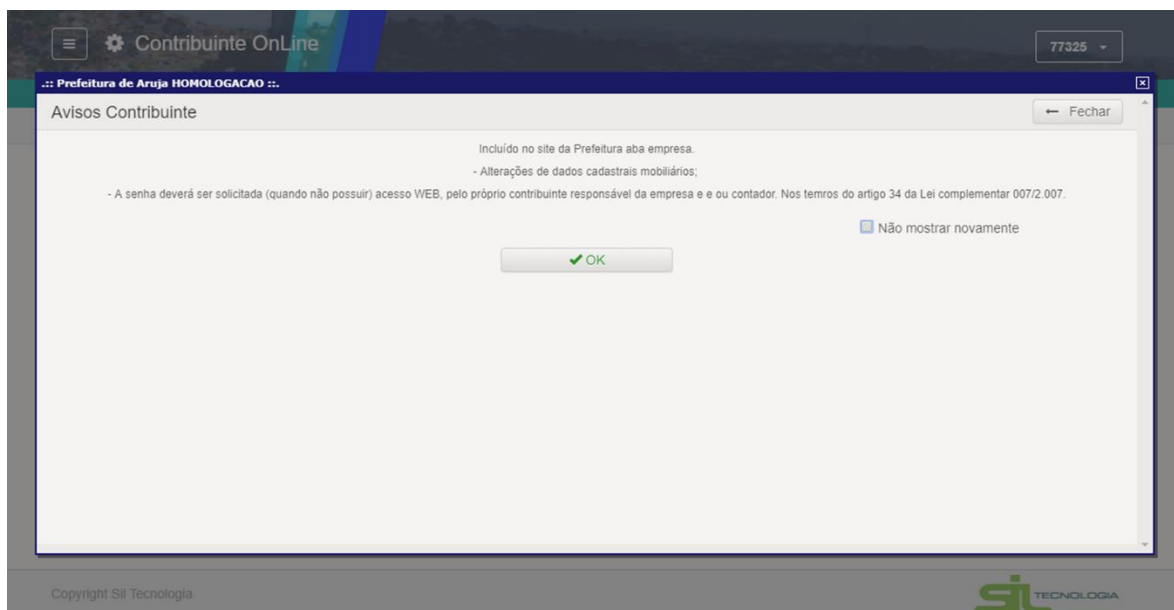 Contribuinte OnLine
77325
.:: Prefeitura de Aruja HOMOLOGACAO ::.
Avisos Contribuinte
Fechar
Incluído no site da Prefeitura aba empresa.
- Alterações de dados cadastrais mobiliários;
- A senha deverá ser solicitada (quando não possuir) acesso WEB, pelo próprio contribuinte responsável da empresa e e ou contador. Nos temros do artigo 34 da Lei complementar 007/2.007.
Não mostrar novamente
OK
Copyright Sil Tecnologia
SIL TECNOLOGIA